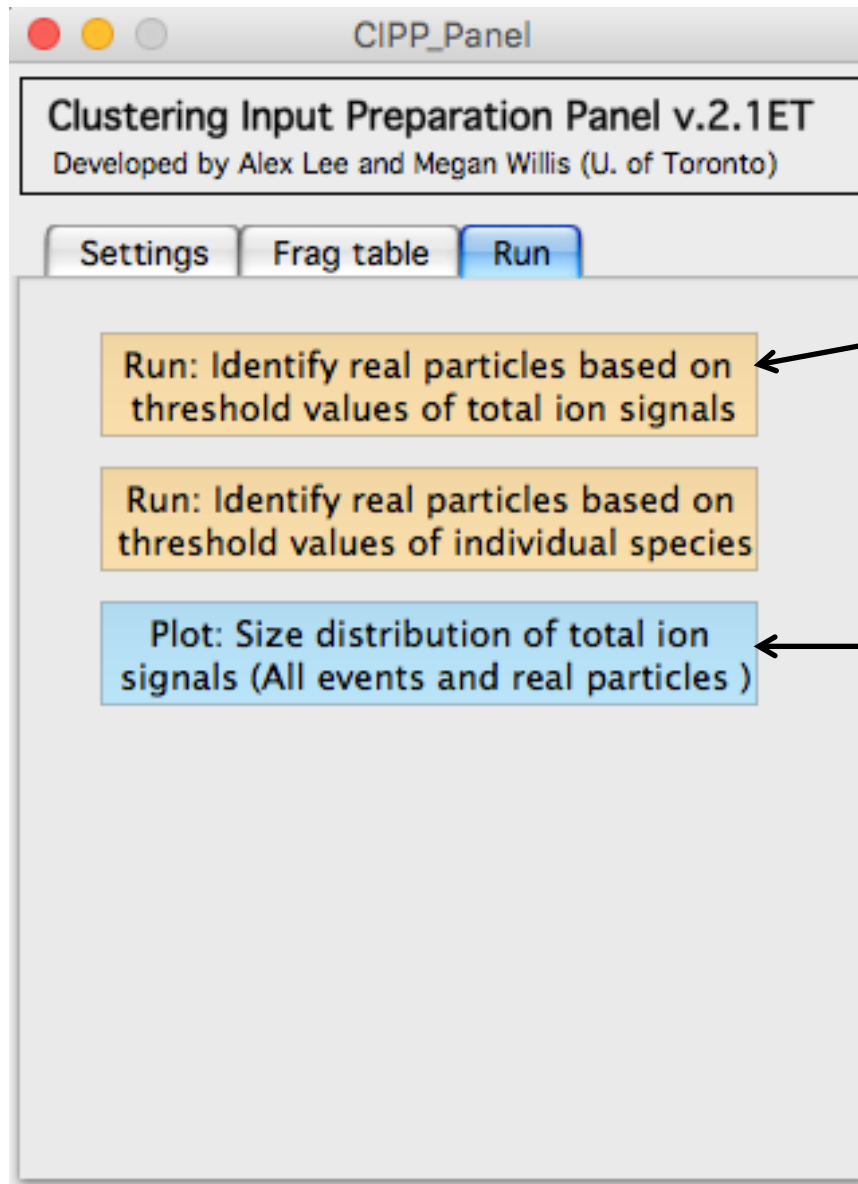 CIPP_Panel
Clustering Input Preparation Panel v.2.1ET
Developed by Alex Lee and Megan Willis (U. of Toronto)
Settings Frag table Run
Run: Identify real particles based on
threshold values of total ion signals
Run: Identify real particles based on
threshold values of individual species
Plot: Size distribution of total ion
signals (All events and real particles )